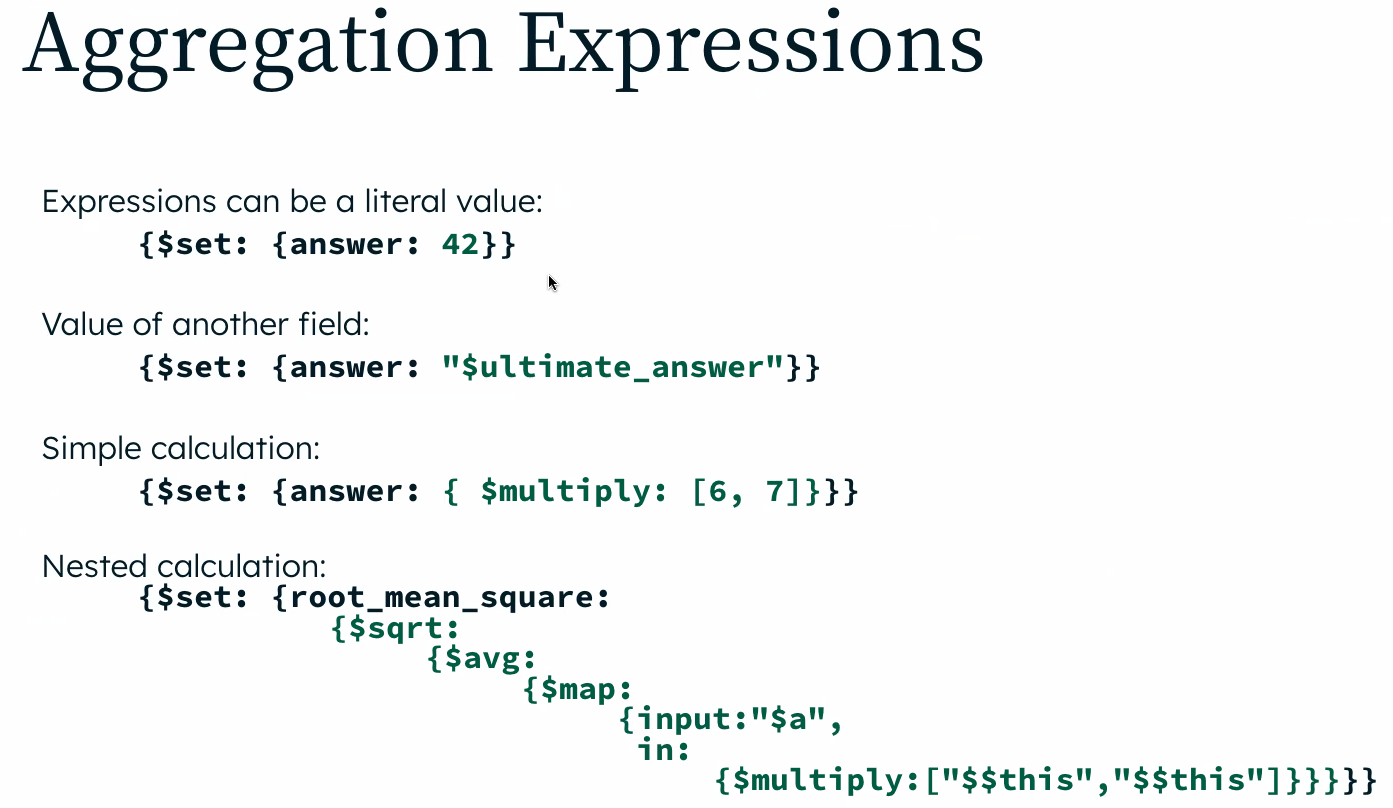 Aggregation Expressions
Expressions can be a literal value:
{$set: {answer: 42}}
Value of another field:
{$set: {answer: "$ultimate_answer"}}
Simple calculation:
{$set: {answer: { $multiply: [6, 7]}}}
Nested calculation:
{$set: {root_mean_square:
{$sqrt:
{$avg:
{$map:
{input:"$a",
in:
{$multiply:["$$this","$$this"]}}}}}}